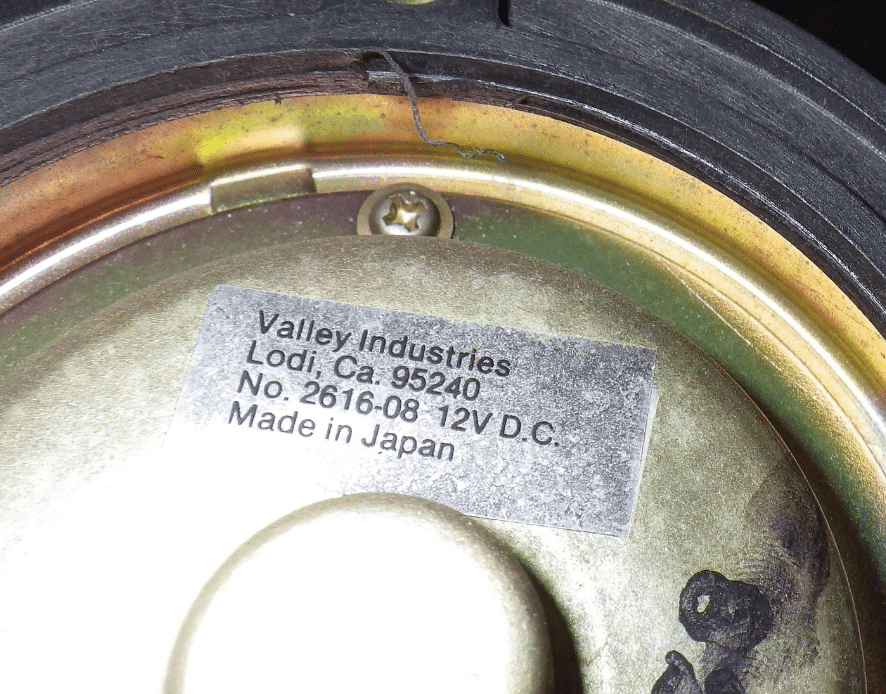 Valley Industries
Lodi, Ca. 95240
No. 2616-08 12V D.C.
Made in Japan